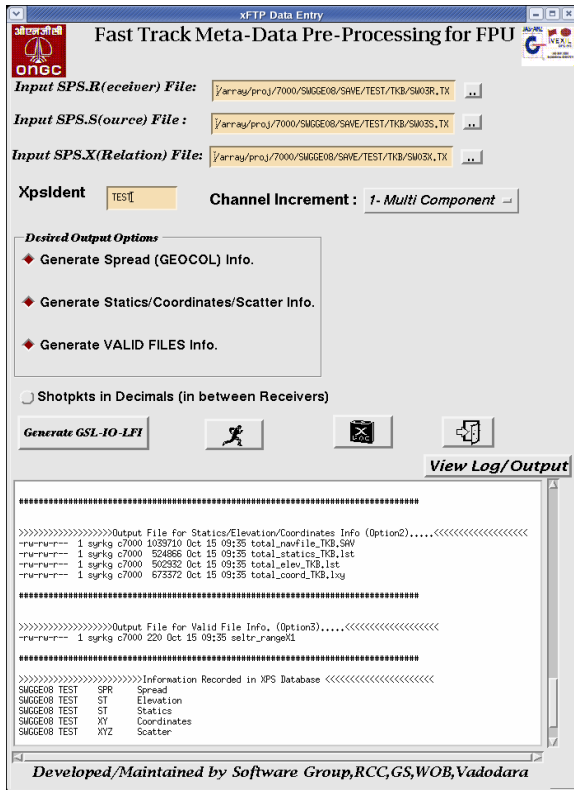 xFTP Data Entry
ओएनजीसी
ONGC
Fast Track Meta-Data Pre-Processing for FPU
Input SPS.R(eceiver) File:
/array/proj/7000/SWGGE08/SAVE/TEST/TKB/SW03R.TX
..
Input SPS.S(ource) File :
/array/proj/7000/SWGGE08/SAVE/TEST/TKB/SW03S.TX
..
Input SPS.X(Relation) File:
/array/proj/7000/SWGGE08/SAVE/TEST/TKB/SW03X.TX
..
XpsIdent
TEST
Channel Increment :
1- Multi Component
Desired Output Options
Generate Spread (GEOCOL) Info.
Generate Statics/Coordinates/Scatter Info.
Generate VALID FILES Info.
Shotpkts in Decimals (in between Receivers)
Generate GSL-IO-LFI
View Log/Output
################################################################################
>>>>>>>>>>>>>>>>>>>Output File for Statics/Elevation/Coordinates Info (Option2).....<<<<<<<<<<<<<<<<<<<
-rw-rw-r-- 1 syrkg c7000 1039710 Oct 15 09:35 total_navfile_TKB.SAV
-rw-rw-r-- 1 syrkg c7000 524866 Oct 15 09:35 total_statics_TKB.lst
-rw-rw-r-- 1 syrkg c7000 502932 Oct 15 09:35 total_elev_TKB.lst
-rw-rw-r-- 1 syrkg c7000 673372 Oct 15 09:35 total_coord_TKB.lxy
################################################################################
>>>>>>>>>>>>>>>>>>>Output File for Valid File Info. (Option3).....<<<<<<<<<<<<<<<<<<<
-rw-rw-r-- 1 syrkg c7000 220 Oct 15 09:35 seltr_rangeX1
################################################################################
>>>>>>>>>>>>>>>>>>>>>>>>>Information Recorded in XPS Database <<<<<<<<<<<<<<<<<<<<<<
SWGGE08 TEST SPR Spread
SWGGE08 TEST ST Elevation
SWGGE08 TEST ST Statics
SWGGE08 TEST XY Coordinates
SWGGE08 TEST XYZ Scatter
Developed/Maintained by Software Group,RCC,GS,WOB,Vadodara